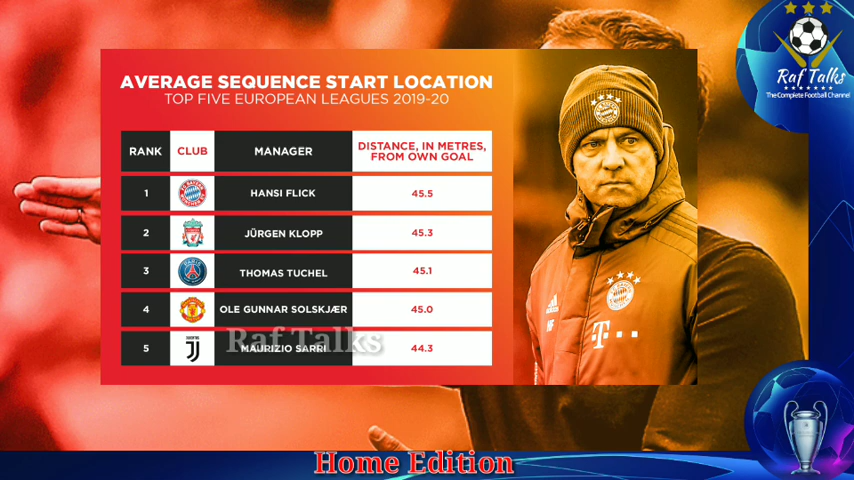 Raf Talks
The Complete Football Channel
AVERAGE SEQUENCE START LOCATION
TOP FIVE EUROPEAN LEAGUES 2019-20
RANK CLUB MANAGER DISTANCE, IN METRES, FROM OWN GOAL
1 HANSI FLICK 45.5
2 JÜRGEN KLOPP 45.3
3 PARIS THOMAS TUCHEL 45.1
4 OLE GUNNAR SOLSKJÆR 45.0
5 MAURIZIO SARRI 44.3
Raf Talks
T
Home Edition